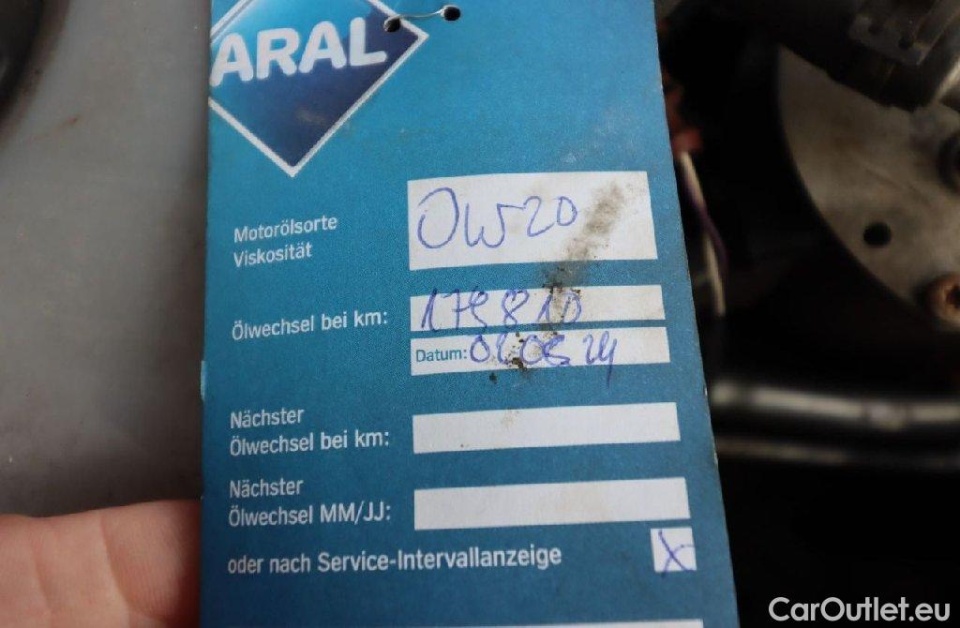 ARAL
Motorölsorte
Viskosität
0W20
Ölwechsel bei km:
179810
Datum:
Nächster
Ölwechsel bei km:
Nächster
Ölwechsel MM/JJ:
oder nach Service-Intervallanzeige X
CarOutlet.eu